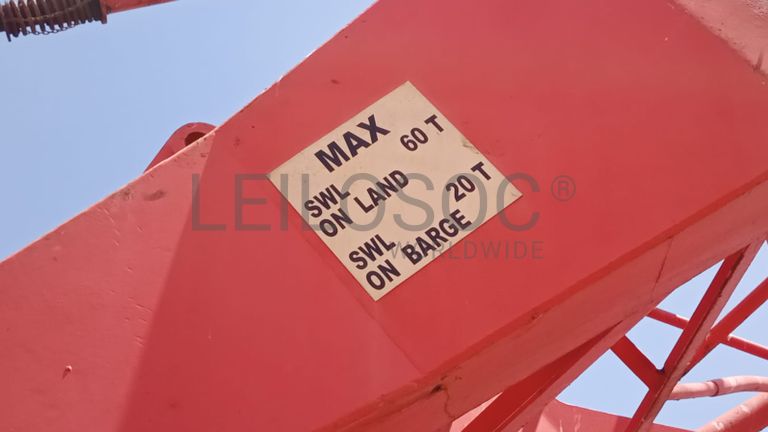 MAX
SWL
ON LAND 60 T
SWL
ON BARGE 20 T
LEILOSOC®
WORLDWIDE